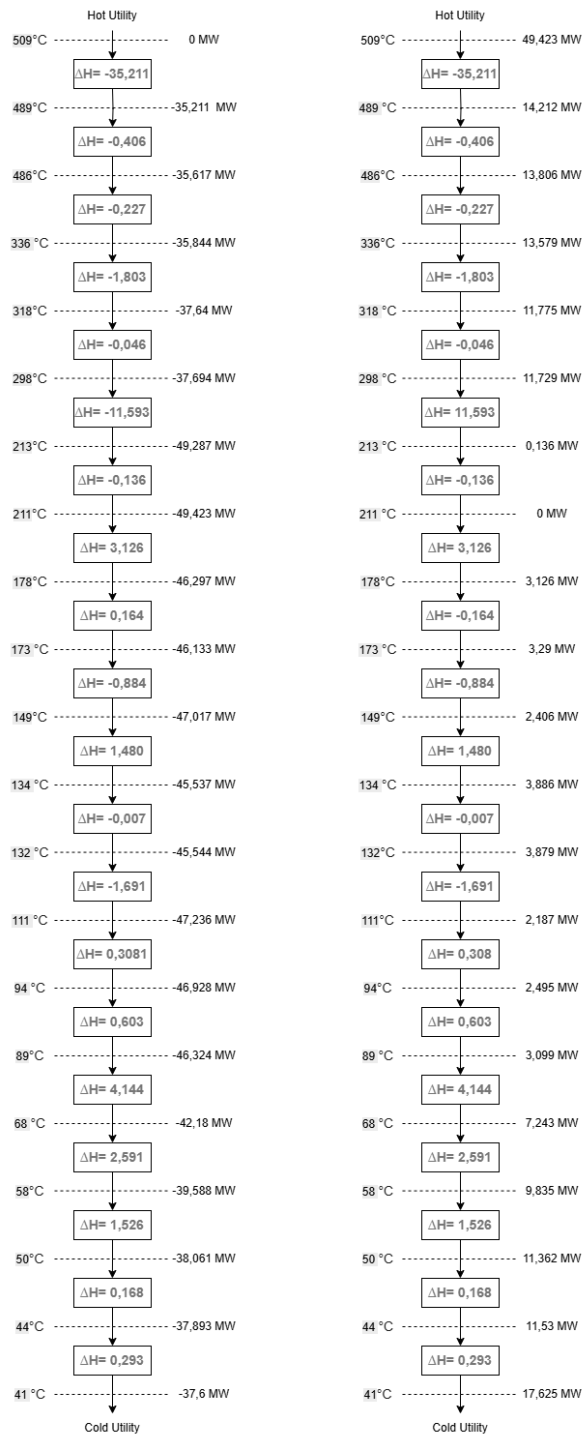 Hot Utility
509°C 0 MW
ΔH= -35,211
489°C -35,211 MW
ΔH= -0,406
486°C -35,617 MW
ΔH= -0,227
336 °C -35,844 MW
ΔH= -1,803
318°C -37,64 MW
ΔH= -0,046
298°C -37,694 MW
ΔH= -11,593
213°C -49,287 MW
ΔH= -0,136
211°C -49,423 MW
ΔH= 3,126
178°C -46,297 MW
ΔH= 0,164
173 °C -46,133 MW
ΔH= -0,884
149°C -47,017 MW
ΔH= 1,480
134 °C -45,537 MW
ΔH= -0,007
132 °C -45,544 MW
ΔH= -1,691
111 °C -47,236 MW
ΔH= 0,3081
94 °C -46,928 MW
ΔH= 0,603
89°C -46,324 MW
ΔH= 4,144
68 °C -42,18 MW
ΔH= 2,591
58°C -39,588 MW
ΔH= 1,526
50°C -38,061 MW
ΔH= 0,168
44°C -37,893 MW
ΔH= 0,293
41 °C -37,6 MW
Cold Utility
Hot Utility
509°C 49,423 MW
ΔH= -35,211
489 °C 14,212 MW
ΔH= -0,406
486°C 13,806 MW
ΔH= -0,227
336°C 13,579 MW
ΔH= -1,803
318 °C 11,775 MW
ΔH= -0,046
298 °C 11,729 MW
ΔH= 11,593
213 °C 0,136 MW
ΔH= -0,136
211 °C 0 MW
ΔH= 3,126
178°C 3,126 MW
ΔH= -0,164
173 °C 3,29 MW
ΔH= -0,884
149°C 2,406 MW
ΔH= 1,480
134 °C 3,886 MW
ΔH= -0,007
132°C 3,879 MW
ΔH= -1,691
111°C 2,187 MW
ΔH= 0,308
94°C 2,495 MW
ΔH= 0,603
89 °C 3,099 MW
ΔH= 4,144
68 °C 7,243 MW
ΔH= 2,591
58 °C 9,835 MW
ΔH= 1,526
50 °C 11,362 MW
ΔH= 0,168
44 °C 11,53 MW
ΔH= 0,293
41°C 17,625 MW
Cold Utility